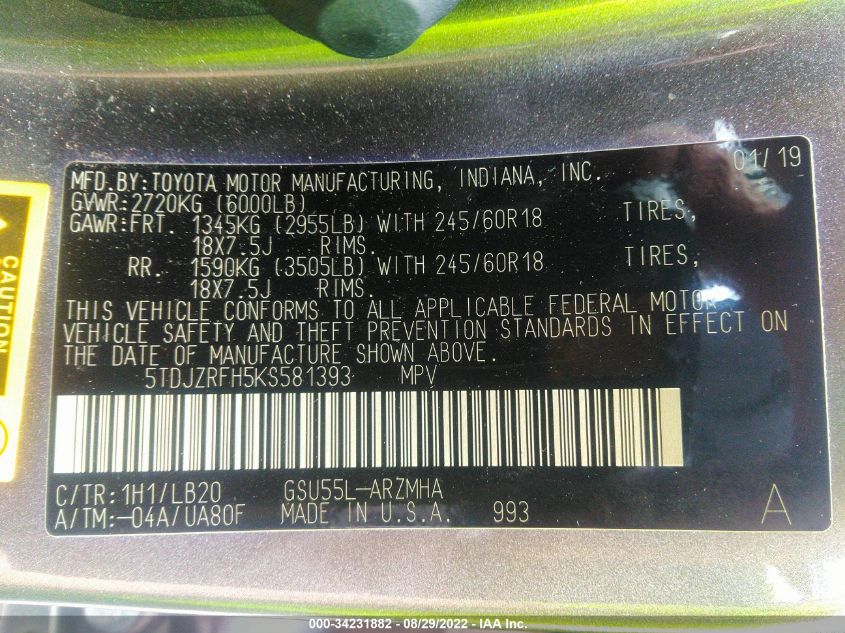 01/19
MFD.BY:TOYOTA MOTOR MANUFACTURING, INDIANA, INC.
GVWR:2720KG (6000LB)
GAWR:FRT. 1345KG (2955LB) WITH 245/60R18 TIRES,
18X7.5J RIMS.
RR. 1590KG (3505LB) WITH 245/60R18 TIRES,
18X7.5J RIMS.
THIS VEHICLE CONFORMS TO ALL APPLICABLE FEDERAL MOTOR
VEHICLE SAFETY AND THEFT PREVENTION STANDARDS IN EFFECT ON
THE DATE OF MANUFACTURE SHOWN ABOVE.
5TDJZRFH5KS581393 MPV
C/TR:1H1/LB20 GSU55L-ARZMHA
A/TM:-04A/UA80F MADE IN U.S.A. 993 A
CAUTION
000-34231882 - 08/29/2022 - IAA Inc.